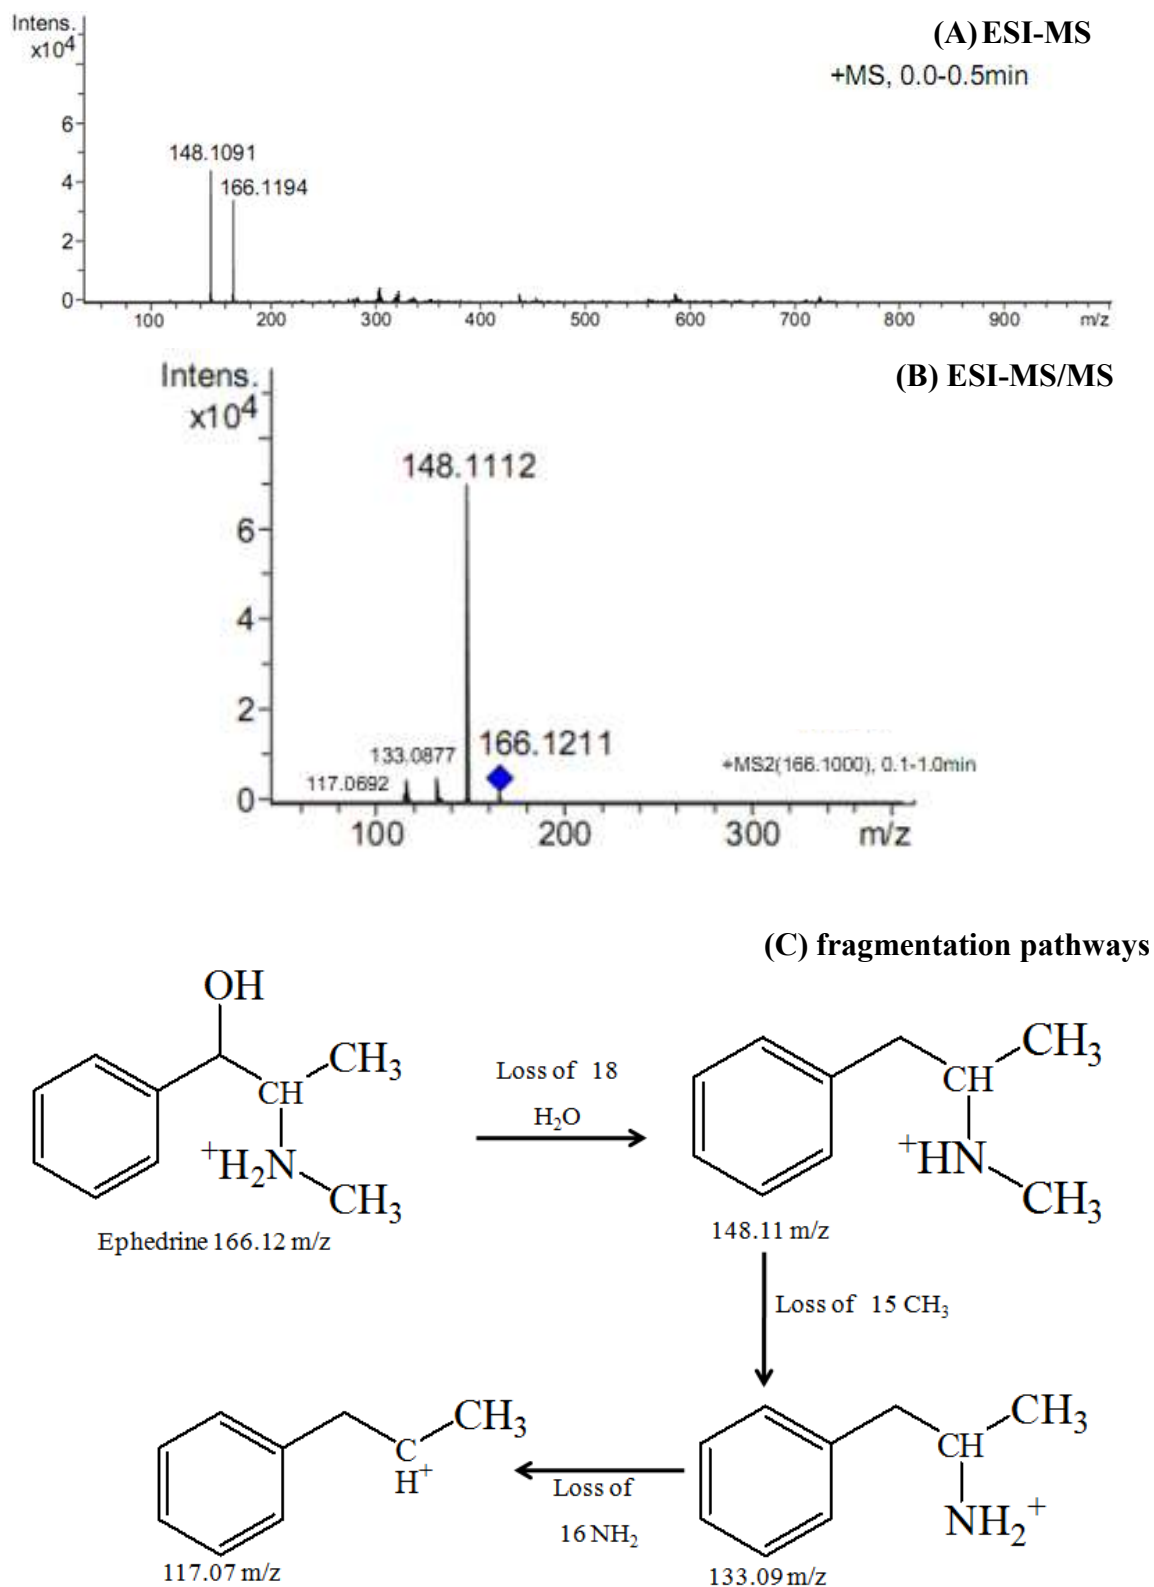 Intens.
x10⁴
(A) ESI-MS
+MS, 0.0-0.5min
6
148.1091
4
166.1194
2
0
100 200 300 400 500 600 700 800 900 m/z
Intens.
x10⁴
(B) ESI-MS/MS
148.1112
6
4
2
166.1211
133.0877
+MS2(166.1000), 0.1-1.0min
117.0692
0
100 200 300 m/z
(C) fragmentation pathways
OH
CH₃
CH
⁺H₂N
CH₃
Ephedrine 166.12 m/z
Loss of 18
H₂O
CH₃
CH
⁺HN
CH₃
148.11 m/z
Loss of 15 CH₃
CH₃
CH
NH₂⁺
133.09 m/z
Loss of
16 NH₂
CH₃
C
H⁺
117.07 m/z